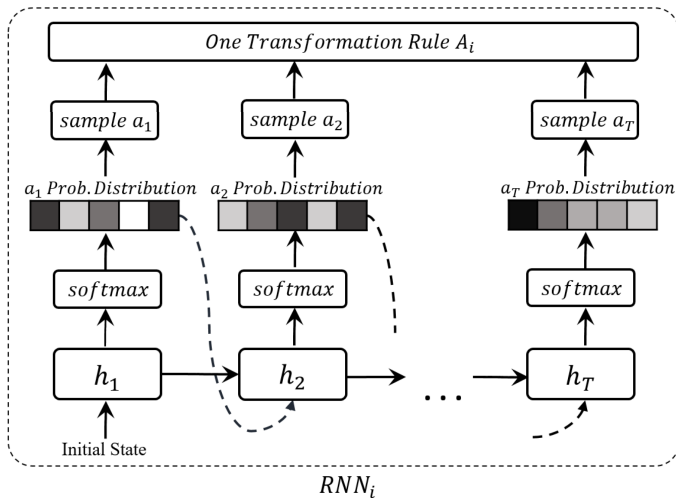 One Transformation Rule A_i
sample a_1
sample a_2
sample a_T
a_1 Prob. Distribution
a_2 Prob. Distribution
a_T Prob. Distribution
softmax
softmax
softmax
h_1
h_2
...
h_T
Initial State
RNN_i